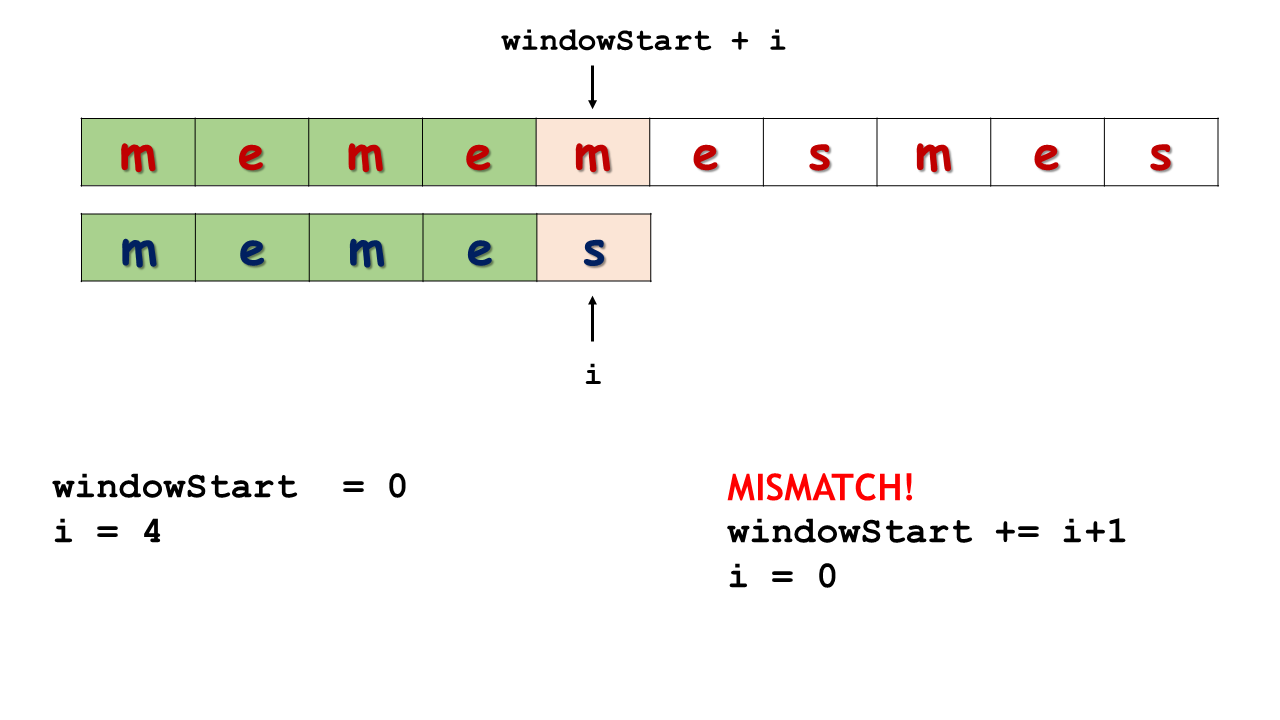 windowStart + i
m e m e m e s m e s
m e m e s
i
windowStart = 0
i = 4
MISMATCH!
windowStart += i+1
i = 0